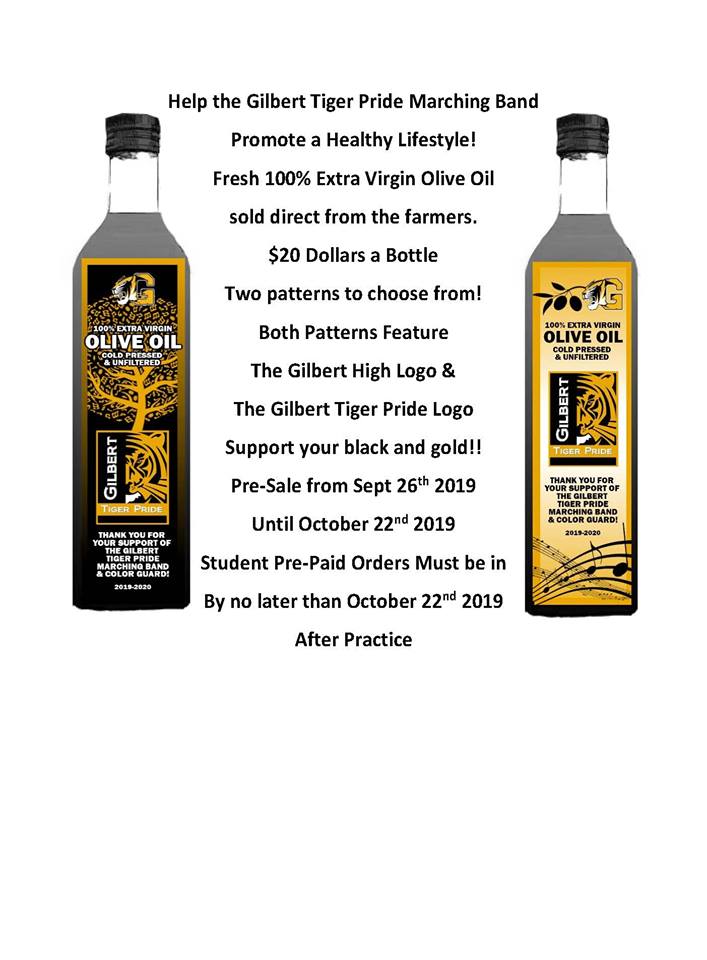 Help the Gilbert Tiger Pride Marching Band
Promote a Healthy Lifestyle!
Fresh 100% Extra Virgin Olive Oil
sold direct from the farmers.
$20 Dollars a Bottle
Two patterns to choose from!
Both Patterns Feature
The Gilbert High Logo &
The Gilbert Tiger Pride Logo
Support your black and gold!!
Pre-Sale from Sept 26th 2019
Until October 22nd 2019
Student Pre-Paid Orders Must be in
By no later than October 22nd 2019
After Practice
G
100% EXTRA VIRGIN
OLIVE OIL
COLD PRESSED
& UNFILTERED
GILBERT
TIGER PRIDE
THANK YOU FOR
YOUR SUPPORT OF
THE GILBERT
TIGER PRIDE
MARCHING BAND
& COLOR GUARD!
2019-2020
G
100% EXTRA VIRGIN
OLIVE OIL
COLD PRESSED
& UNFILTERED
GILBERT
TIGER PRIDE
THANK YOU FOR
YOUR SUPPORT OF
THE GILBERT
TIGER PRIDE
MARCHING BAND
& COLOR GUARD!
2019-2020